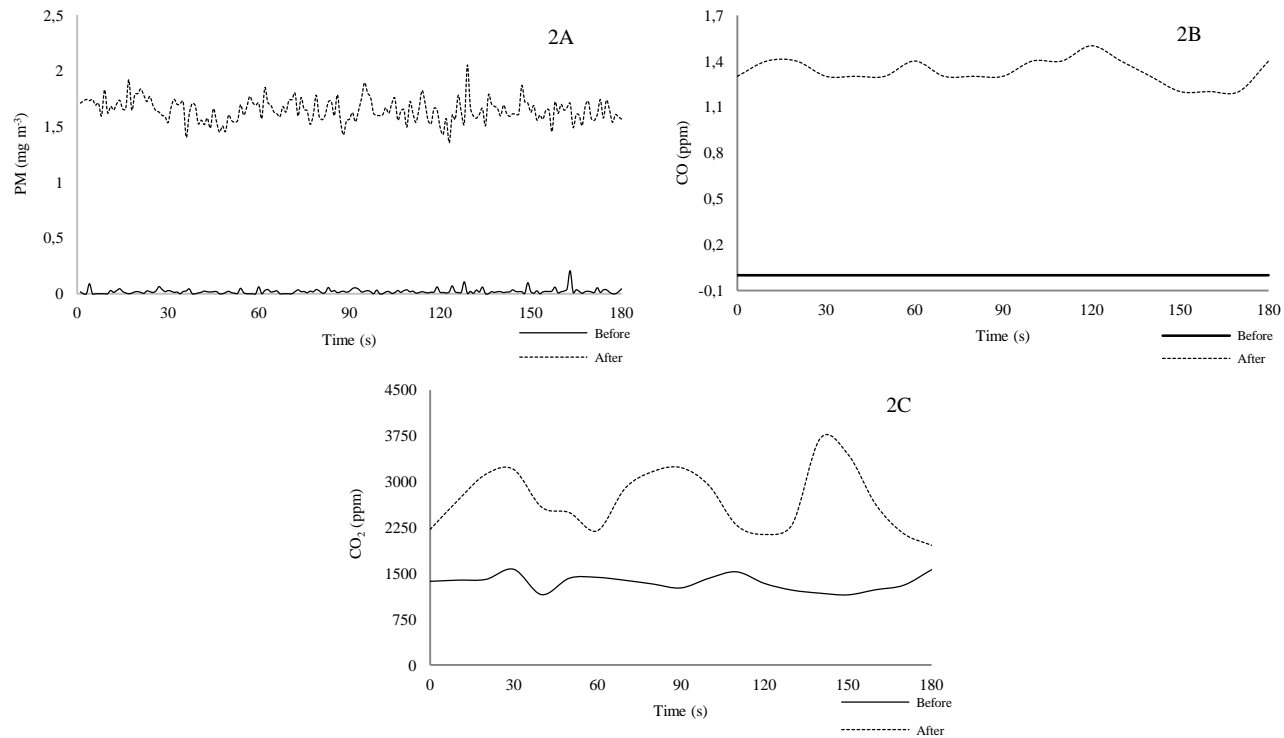 2A
2,5
2
1,5
1
0,5
0
PM (mg m⁻³)
0 30 60 90 120 150 180
Time (s)
Before
After
2B
1,7
1,4
1,1
0,8
0,5
0,2
-0,1
CO (ppm)
0 30 60 90 120 150 180
Time (s)
Before
After
2C
4500
3750
3000
2250
1500
750
0
CO₂ (ppm)
0 30 60 90 120 150 180
Time (s)
Before
After